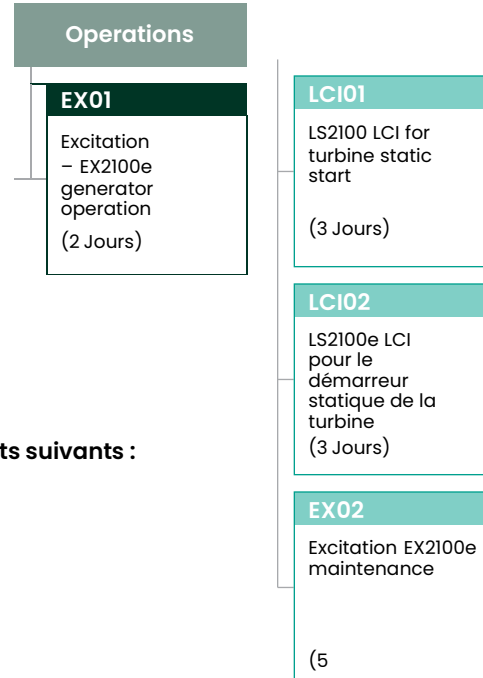 Operations
EX01
Excitation
– EX2100e
generator
operation
(2 Jours)
ts suivants :
LCI01
LS2100 LCI for
turbine static
start
(3 Jours)
LCI02
LS2100e LCI
pour le
démarreur
statique de la
turbine
(3 Jours)
EX02
Excitation EX2100e
maintenance
(5